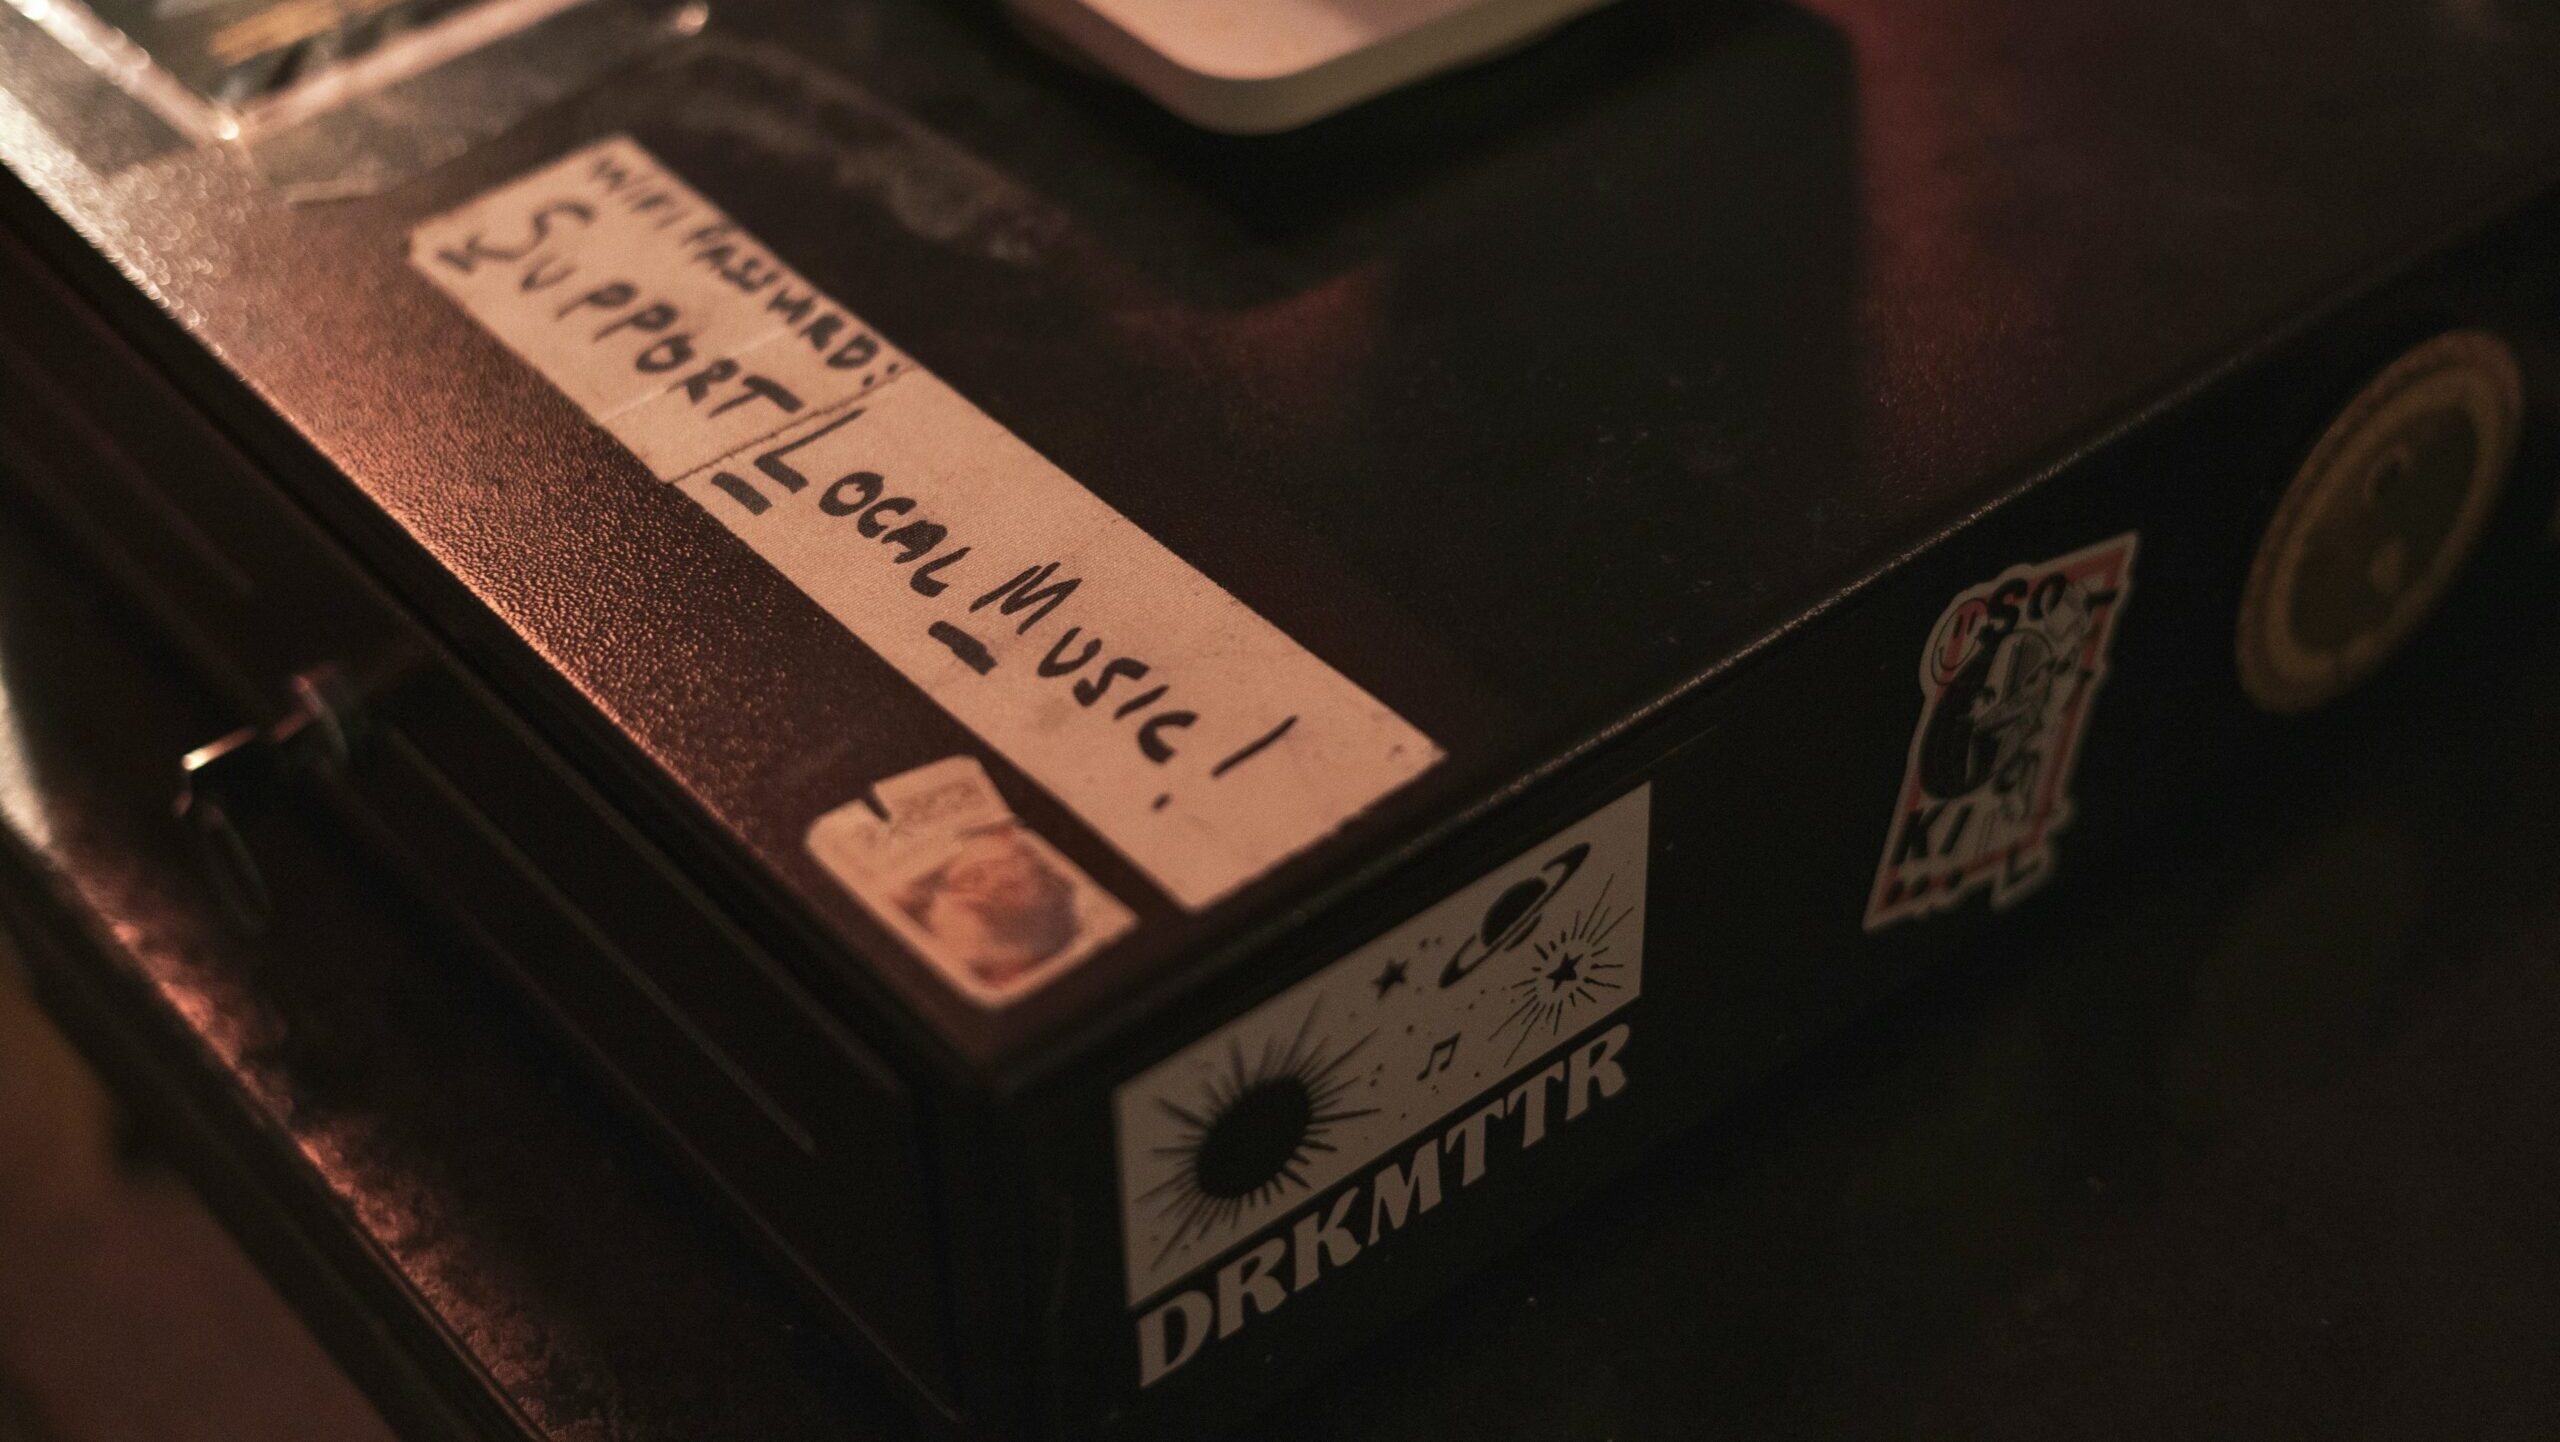 WIFI PASSWORD:
SUPPORT LOCAL MUSIC!
DRKMTTR